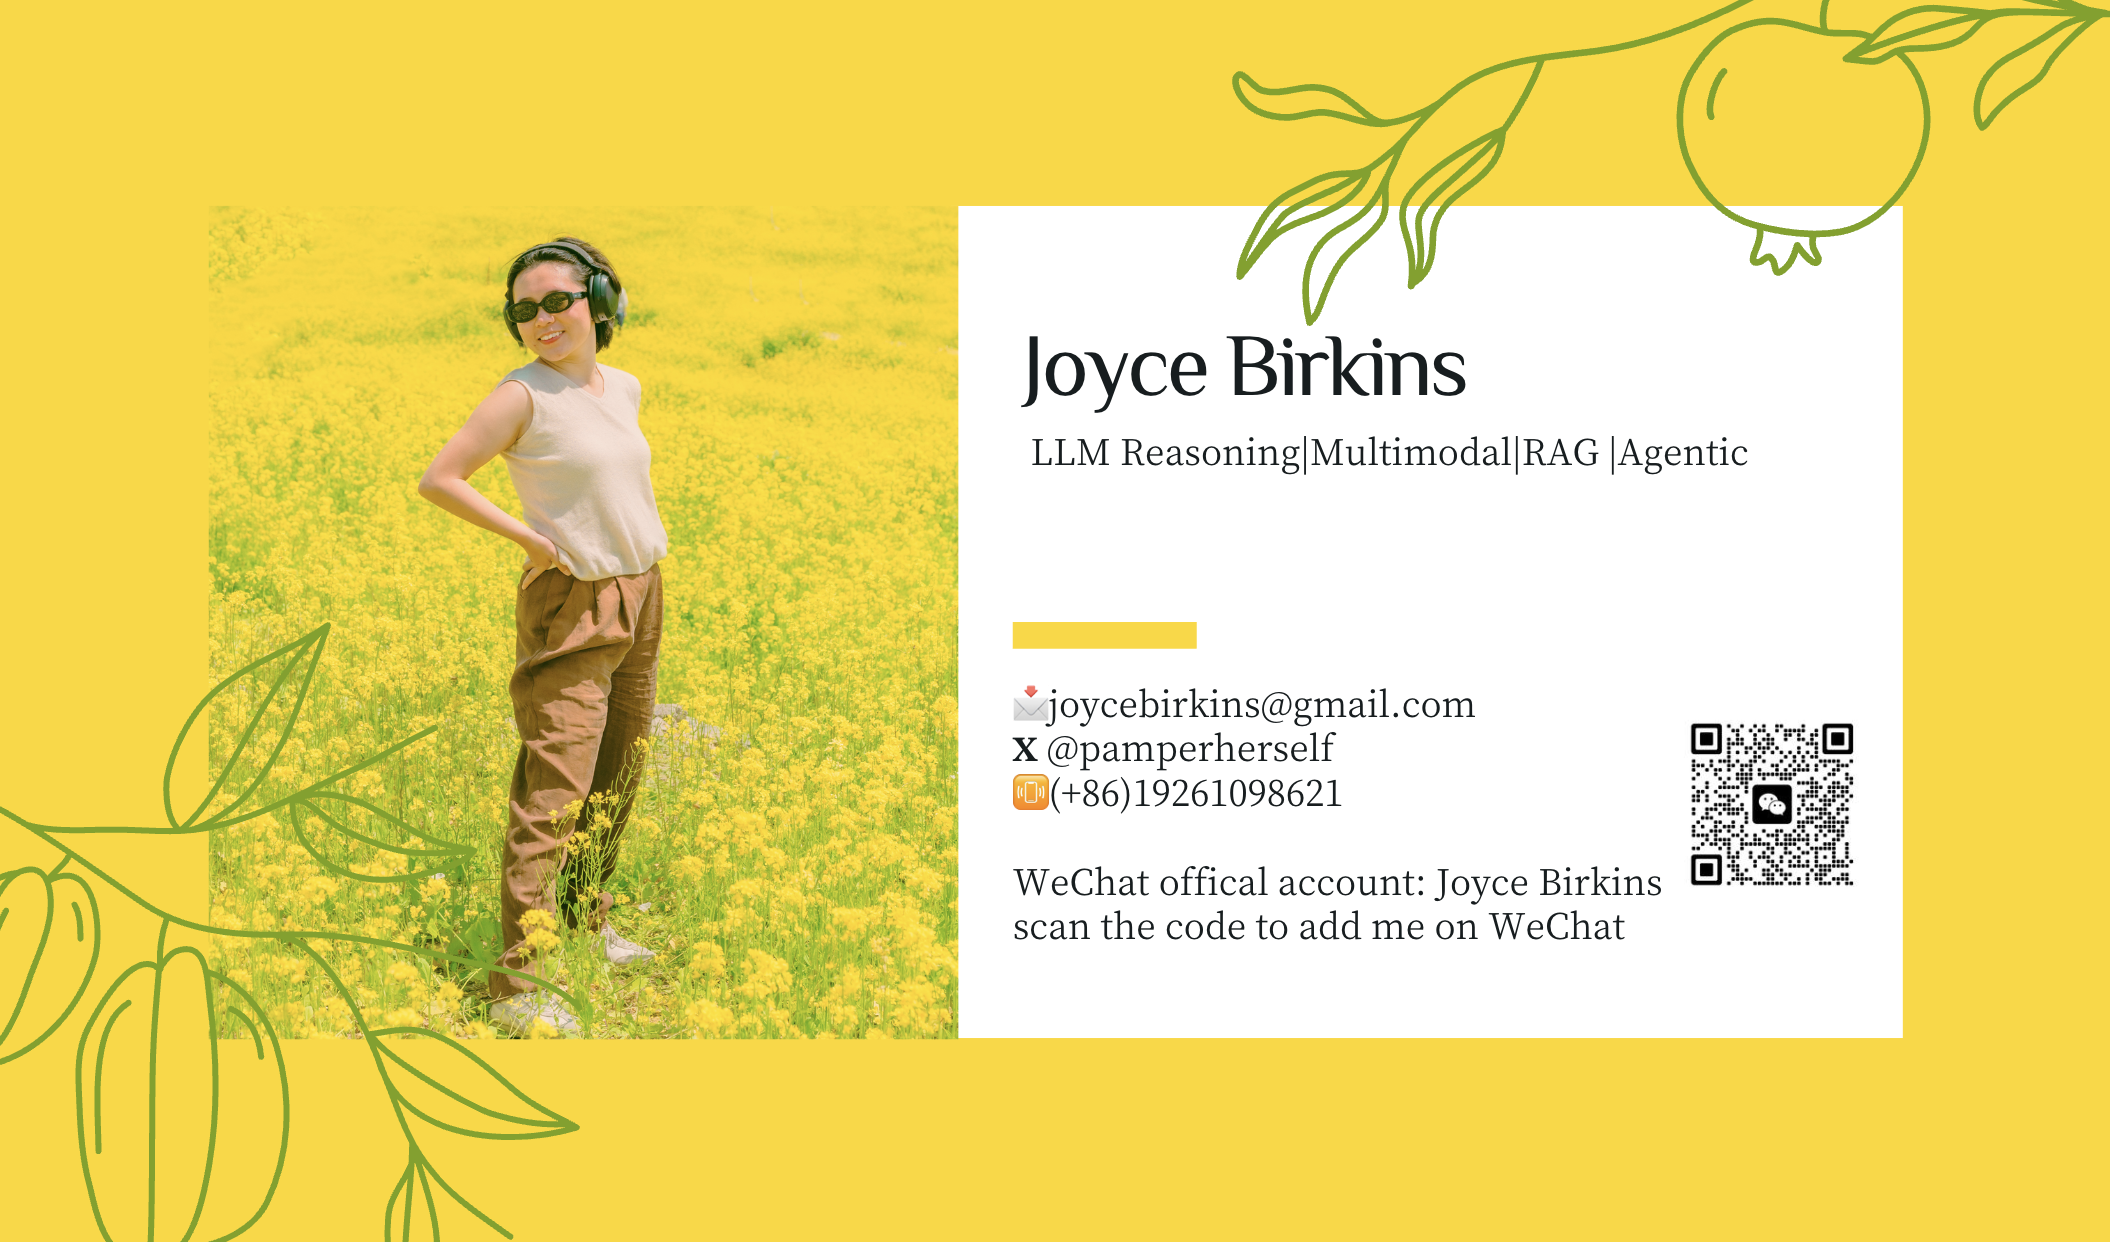 Joyce Birkins
LLM Reasoning|Multimodal|RAG |Agentic
joycebirkins@gmail.com
X @pamperherself
(+86)19261098621
WeChat offical account: Joyce Birkins
scan the code to add me on WeChat